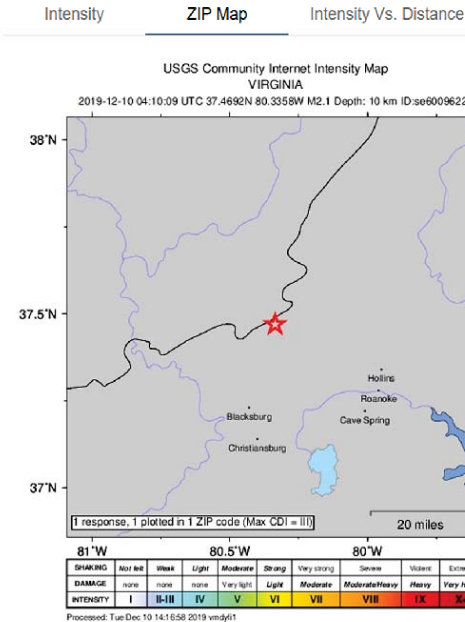 Intensity ZIP Map Intensity Vs. Distance
USGS Community Internet Intensity Map
VIRGINIA
2019-12-10 04:10:09 UTC 37.4692N 80.3358W M2.1 Depth: 10 km ID:se6009622
38°N
37.5°N
Hollins
Roanoke
Blacksburg
Cave Spring
Christiansburg
37°N
1 response, 1 plotted in 1 ZIP code (Max CDI = III)
20 miles
81°W 80.5°W 80°W
SHAKING Not felt Weak Light Moderate Strong Very strong Severe Violent Extre
DAMAGE none none none Very light Light Moderate Moderate/Heavy Heavy Very H
INTENSITY I II-III IV V VI VII VIII IX X
Processed: Tue Dec 10 14:16:58 2019 vmdyfi1